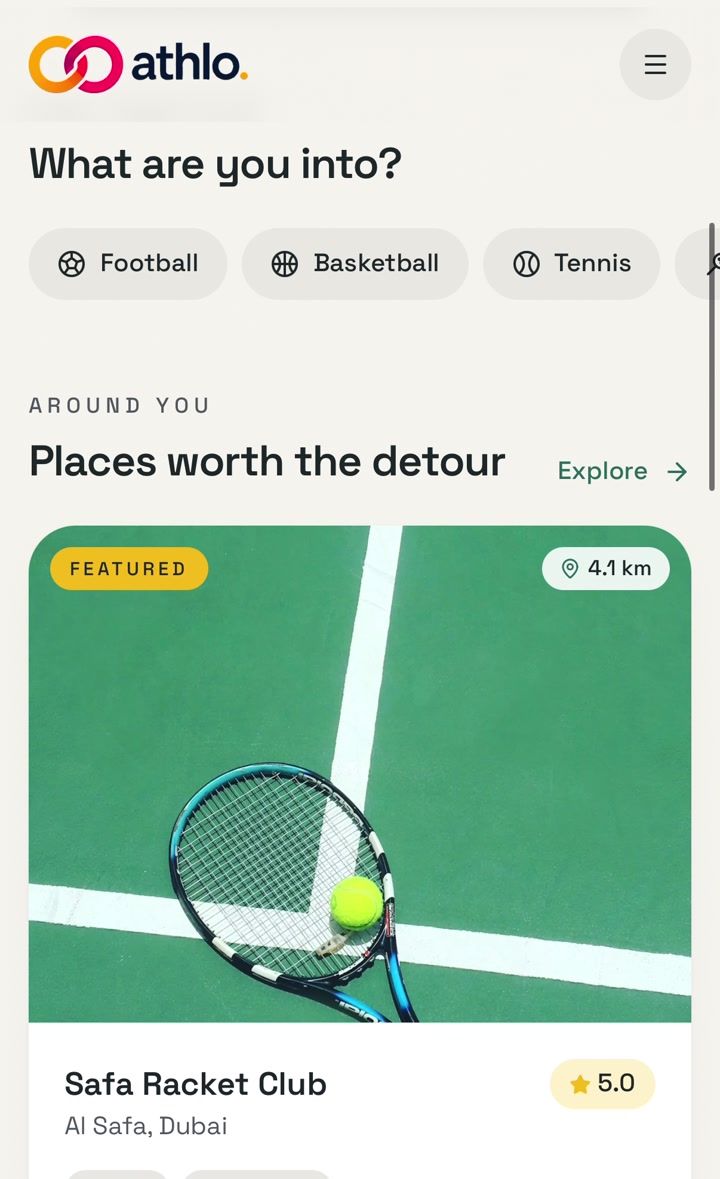 athlo.
What are you into?
Football
Basketball
Tennis
AROUND YOU
Places worth the detour
Explore
FEATURED
4.1 km
Safa Racket Club
5.0
Al Safa, Dubai